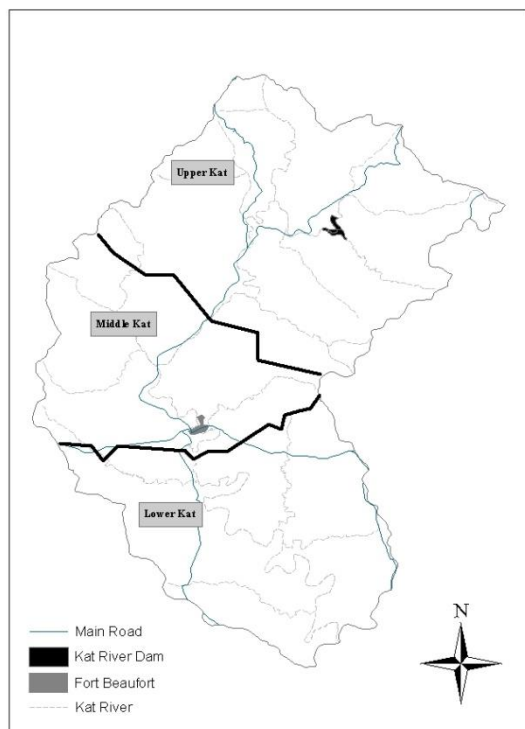 Upper Kat
Middle Kat
Lower Kat
Main Road
Kat River Dam
Fort Beaufort
Kat River
N